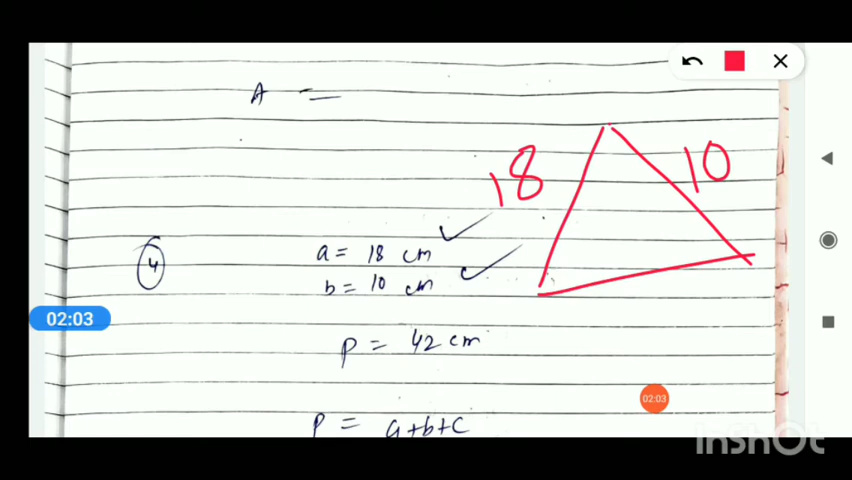 A =
18
10
4
a = 18 cm
b = 10 cm
02:03
P = 42 cm
02:03
P = a+b+c
InShOt